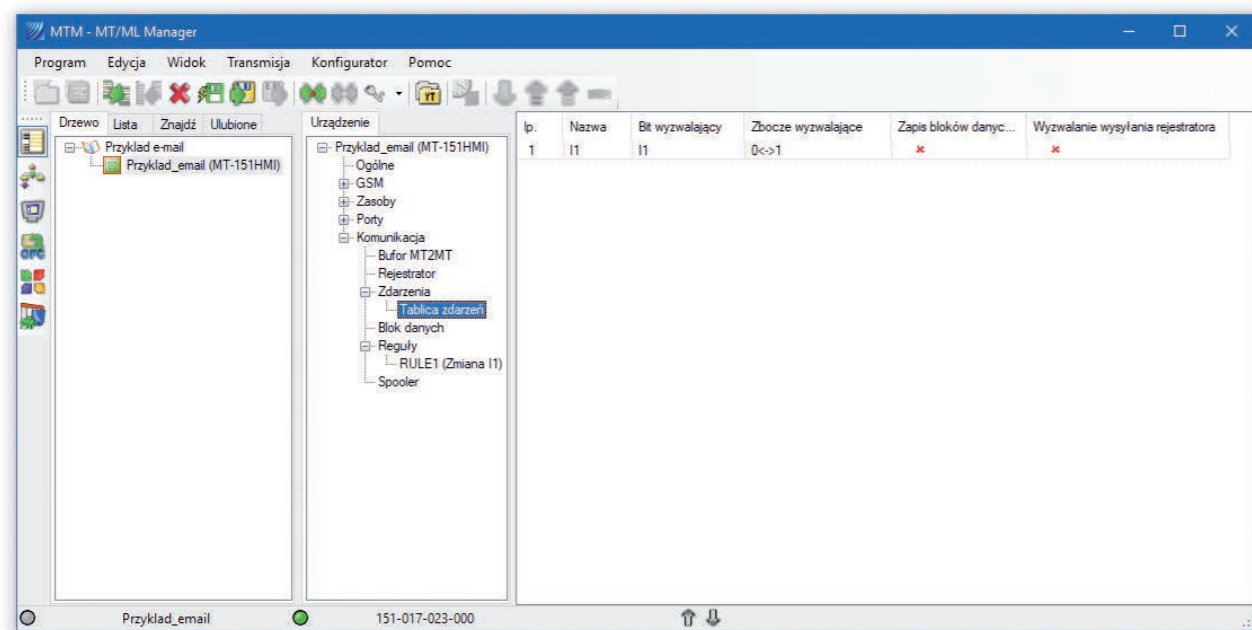 MTM - MT/ML Manager
Program Edycja Widok Transmisja Konfigurator Pomoc
Drzewo Lista Znajdź Ulubione
Przyklad e-mail
Przyklad_email (MT-151HMI)
Urządzenie
Przyklad_email (MT-151HMI)
Ogólne
GSM
Zasoby
Porty
Komunikacja
Bufor MT2MT
Rejestrator
Zdarzenia
Tablica zdarzeń
Blok danych
Reguły
RULE1 (Zmiana I1)
Spooler
lp. Nazwa Bit wyzwalający Zbocze wyzwalające Zapis bloków danyc... Wyzwalanie wysyłania rejestratora
1 I1 I1 0<->1
Przyklad_email 151-017-023-000